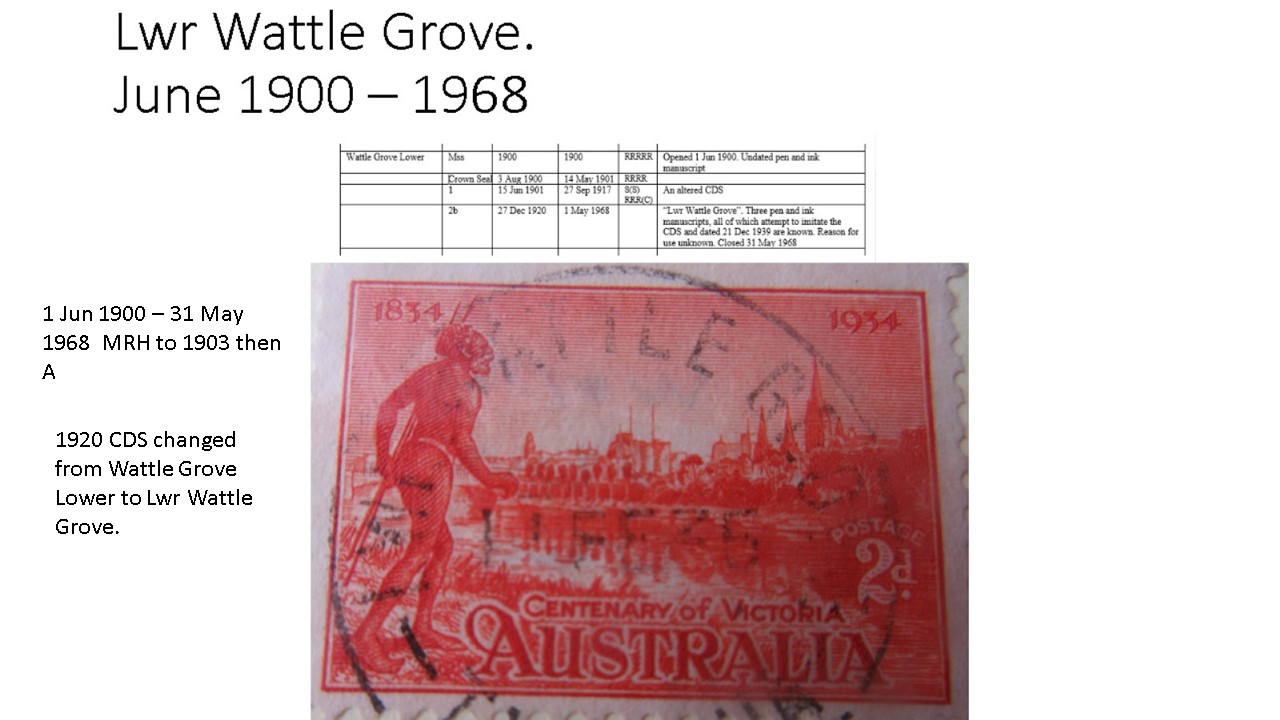 Lwr Wattle Grove.
June 1900 – 1968
Wattle Grove Lower Mss 1900 1900 RRRRR Opened 1 Jun 1900. Undated pen and ink
manuscript
Crown Seal 3 Aug 1900 14 May 1901 RRRR
1 15 Jun 1901 27 Sep 1917 S(S) An altered CDS
RRR(C)
2b 27 Dec 1920 1 May 1968 "Lwr Wattle Grove". Three pen and ink
manuscripts, all of which attempt to imitate the
CDS and dated 21 Dec 1939 are known. Reason for
use unknown. Closed 31 May 1968
1 Jun 1900 – 31 May
1968 MRH to 1903 then
A
1920 CDS changed
from Wattle Grove
Lower to Lwr Wattle
Grove.
1834 1934
POSTAGE
2d.
CENTENARY of VICTORIA
AUSTRALIA